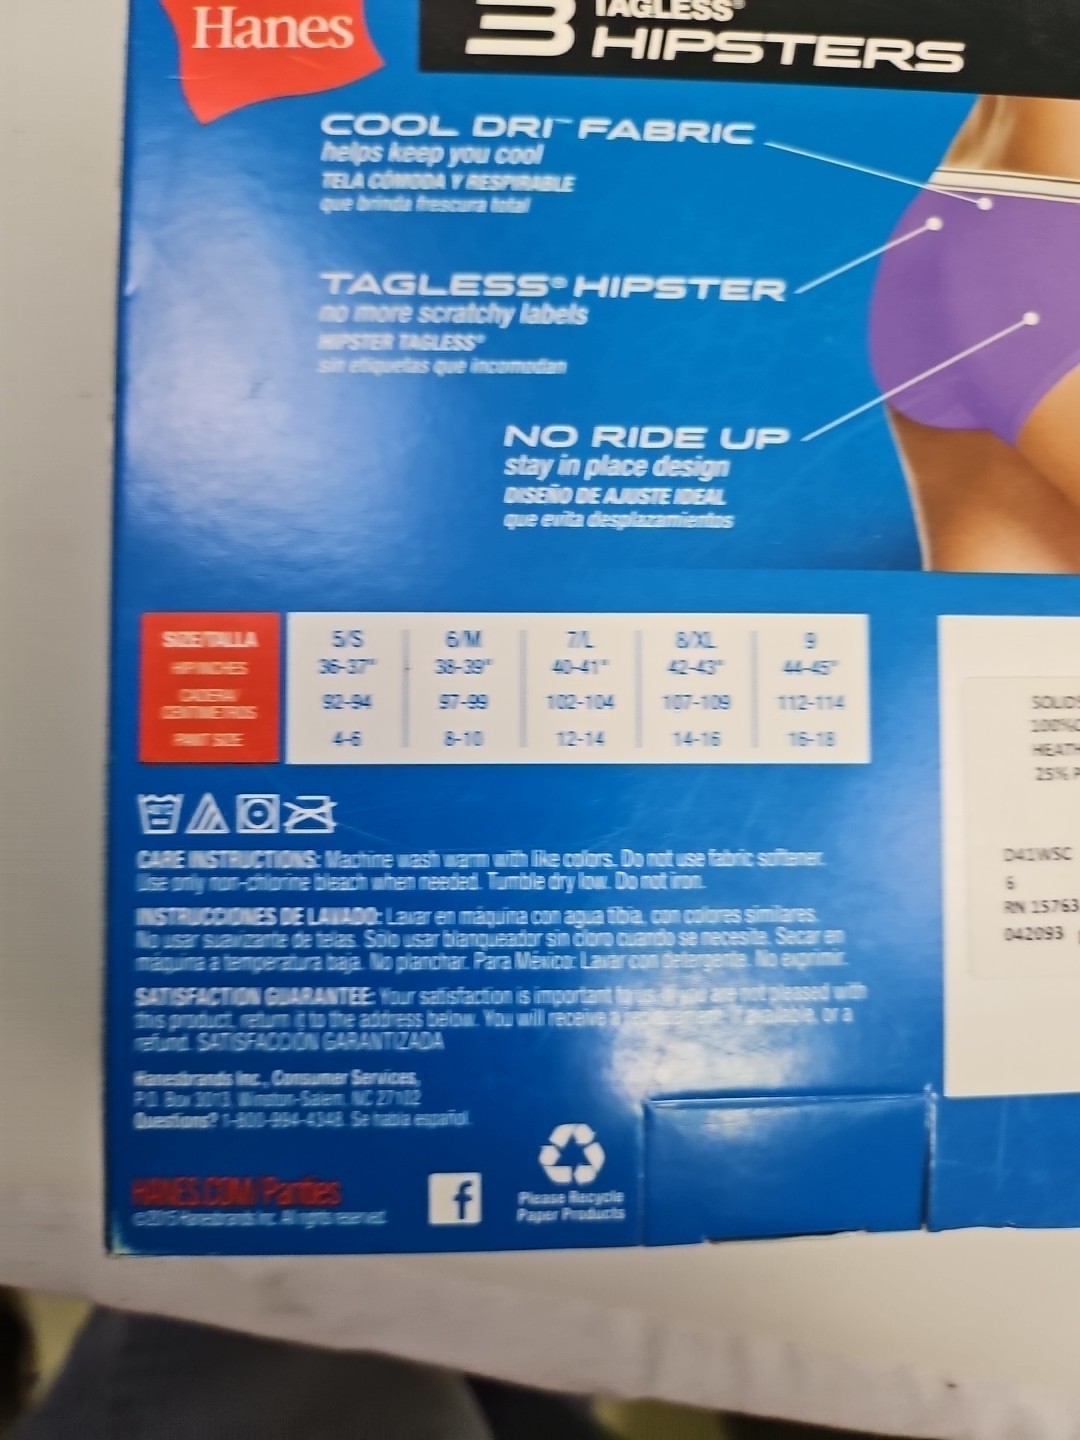 Hanes
3 TAGLESS®
HIPSTERS
COOL DRI™ FABRIC
helps keep you cool
TELA CÓMODA Y RESPIRABLE
que brinda frescura total
TAGLESS® HIPSTER
no more scratchy labels
HIPSTER TAGLESS®
sin etiquetas que incomodan
NO RIDE UP
stay in place design
DISEÑO DE AJUSTE IDEAL
que evita desplazamientos
SIZE/TALLA 5/S 6/M 7/L 8/XL 9
HIP INCHES 36-37" 38-39" 40-41" 42-43" 44-45"
CADERA/
CENTIMETROS 92-94 97-99 102-104 107-109 112-114
PANT SIZE 4-6 8-10 12-14 14-16 16-18
CARE INSTRUCTIONS: Machine wash warm with like colors. Do not use fabric softener.
Use only non-chlorine bleach when needed. Tumble dry low. Do not iron.
INSTRUCCIONES DE LAVADO: Lavar en máquina con agua tibia, con colores similares.
No usar suavizante de telas. Sólo usar blanqueador sin cloro cuando se necesite. Secar en
máquina a temperatura baja. No planchar. Para México: Lavar con detergente. No exprimir.
SATISFACTION GUARANTEE: Your satisfaction is important to us. If you are not pleased with
this product, return it to the address below. You will receive a replacement, if available, or a
refund. SATISFACCIÓN GARANTIZADA
Hanesbrands Inc., Consumer Services,
P.O. Box 3013, Winston-Salem, NC 27102
Questions? 1-800-994-4348. Se habla español.
HANES.COM/Panties
©2015 Hanesbrands Inc. All rights reserved.
f
Please Recycle
Paper Products
SOLIDS
100%C
HEATH
25% P
D41WSC
6
RN 15763
042093